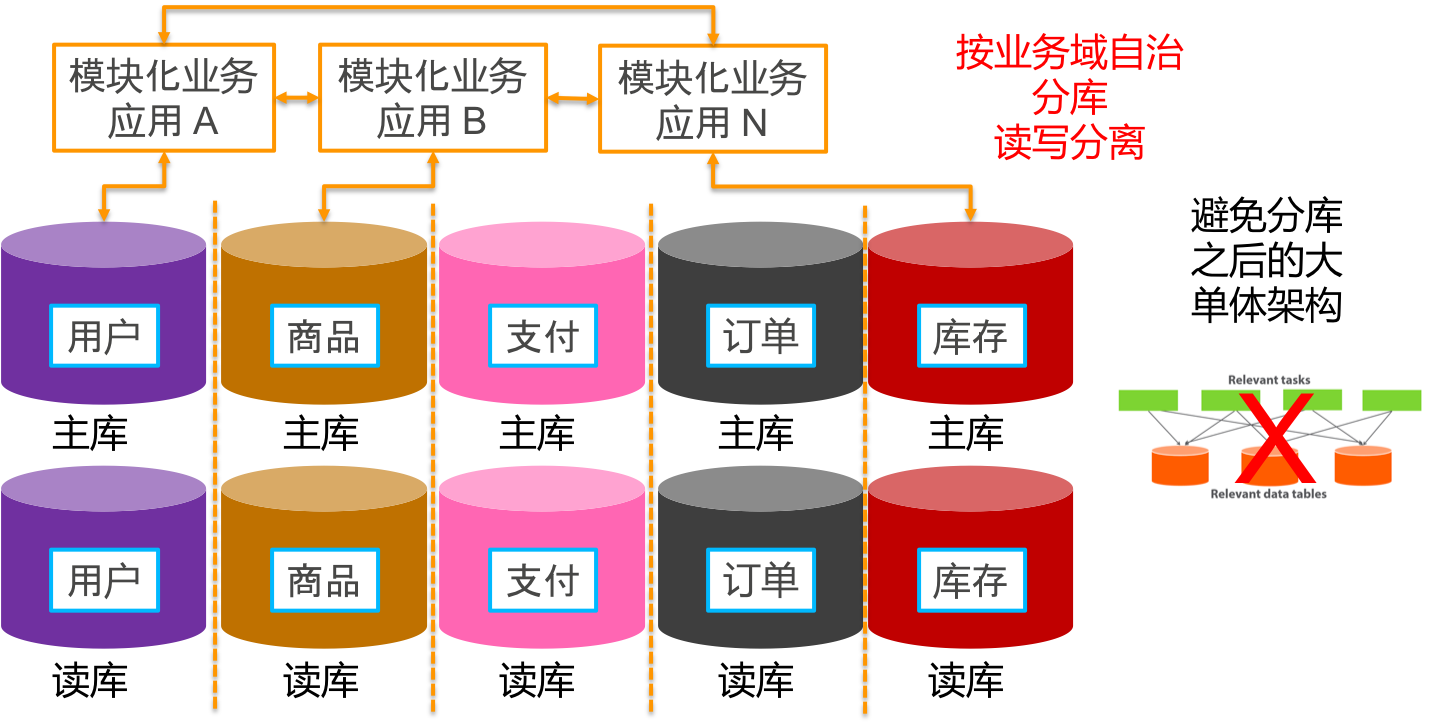 模块化业务
应用 A
模块化业务
应用 B
模块化业务
应用 N
按业务域自治
分库
读写分离
避免分库
之后的大
单体架构
用户
商品
支付
订单
库存
主库
主库
主库
主库
主库
Relevant tasks
Relevant data tables
用户
商品
支付
订单
库存
读库
读库
读库
读库
读库